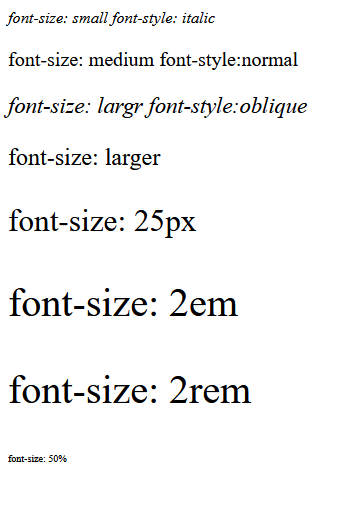 font-size: small font-style: italic
font-size: medium font-style:normal
font-size: largr font-style:oblique
font-size: larger
font-size: 25px
font-size: 2em
font-size: 2rem
font-size: 50%